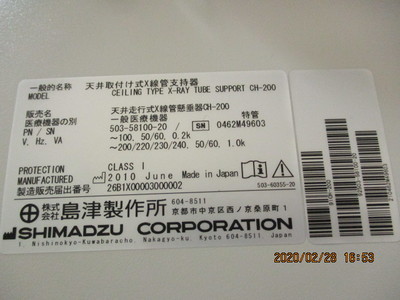 一般的名称 天井取付け式X線管支持器
MODEL CEILING TYPE X-RAY TUBE SUPPORT CH-200
販売名 天井走行式X線管懸垂器CH-200
医療機器の別 一般医療機器 特管
PN / SN 503-58100-20 / SN 0462M49603
V. Hz. VA ~100, 50/60, 0.2k
~200/220/230/240, 50/60, 1.0k
PROTECTION CLASS I
MANUFACTURED 2010 June Made in Japan
製造販売届出番号 26B1X00003000002
503-60355-20
株式会社 島津製作所 604-8511
京都市中京区西ノ京桑原町1
SHIMADZU CORPORATION
1, Nishinokyo-Kuwabaracho, Nakagyo-ku, Kyoto 604-8511, Japan
2020/02/26 16:53